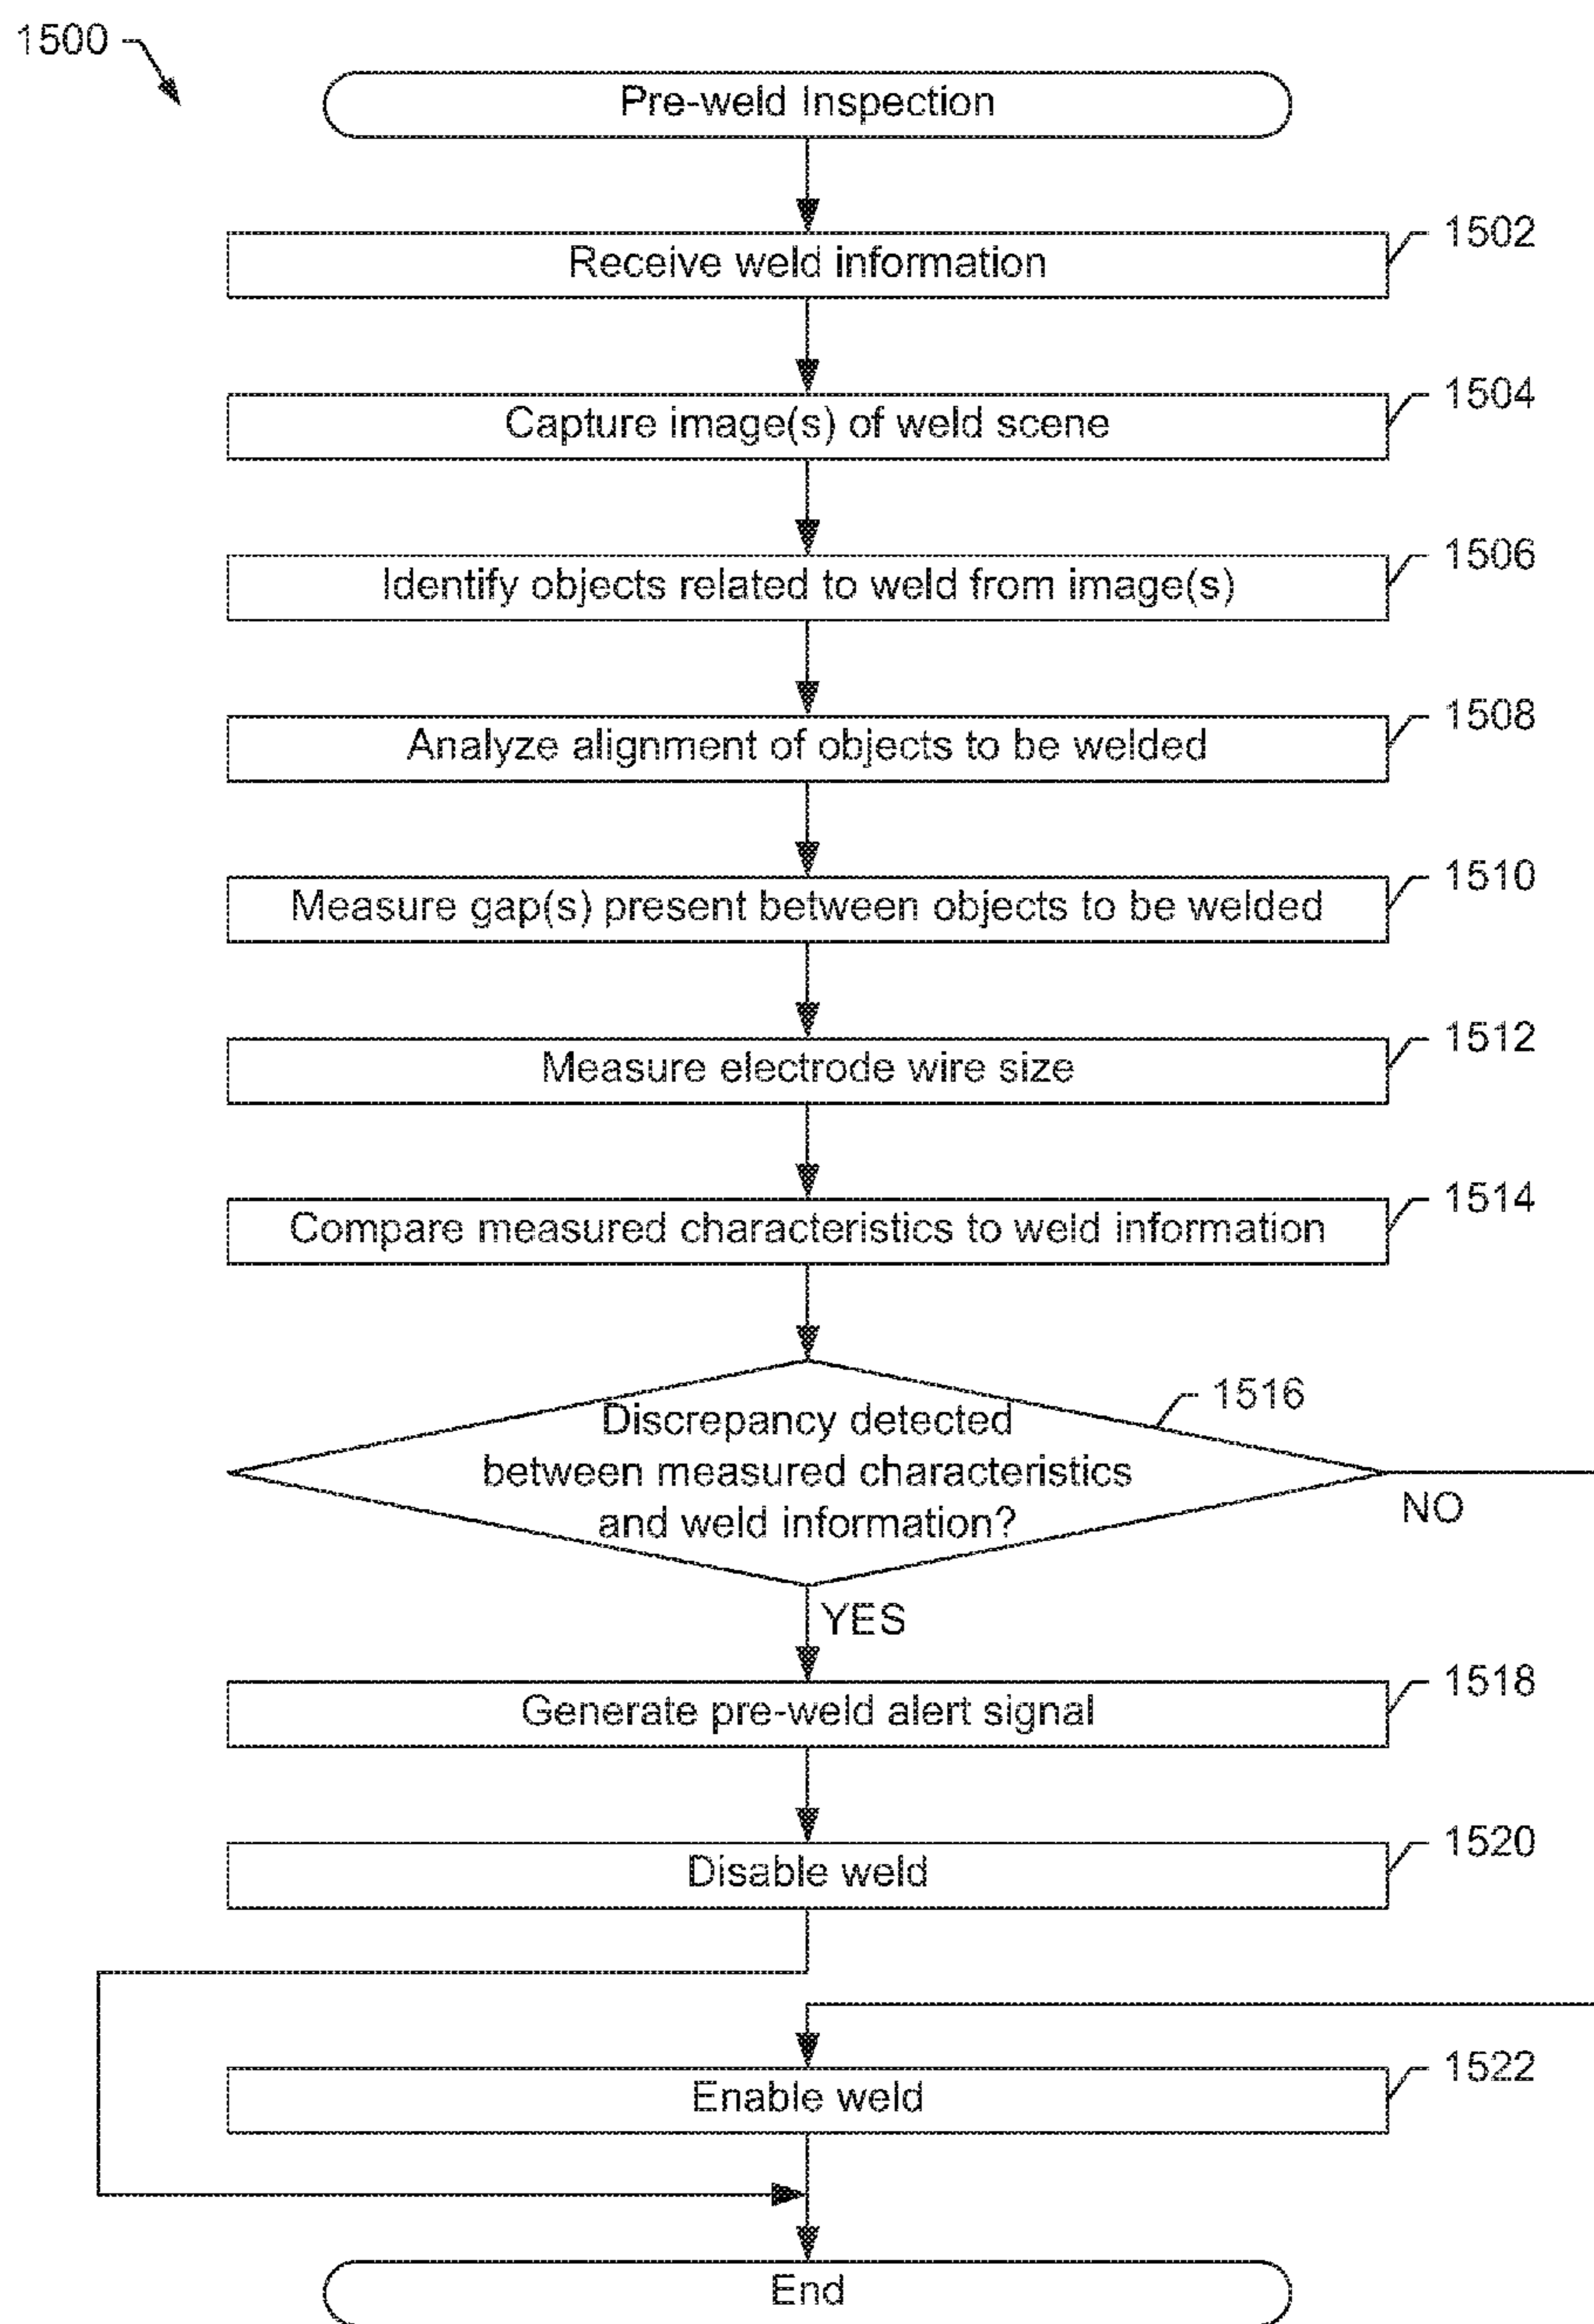 1500
Pre-weld Inspection
1502
Receive weld information
1504
Capture image(s) of weld scene
1506
Identify objects related to weld from image(s)
1508
Analyze alignment of objects to be welded
1510
Measure gap(s) present between objects to be welded
1512
Measure electrode wire size
1514
Compare measured characteristics to weld information
1516
Discrepancy detected
between measured characteristics
and weld information?
NO
YES
1518
Generate pre-weld alert signal
1520
Disable weld
1522
Enable weld
End